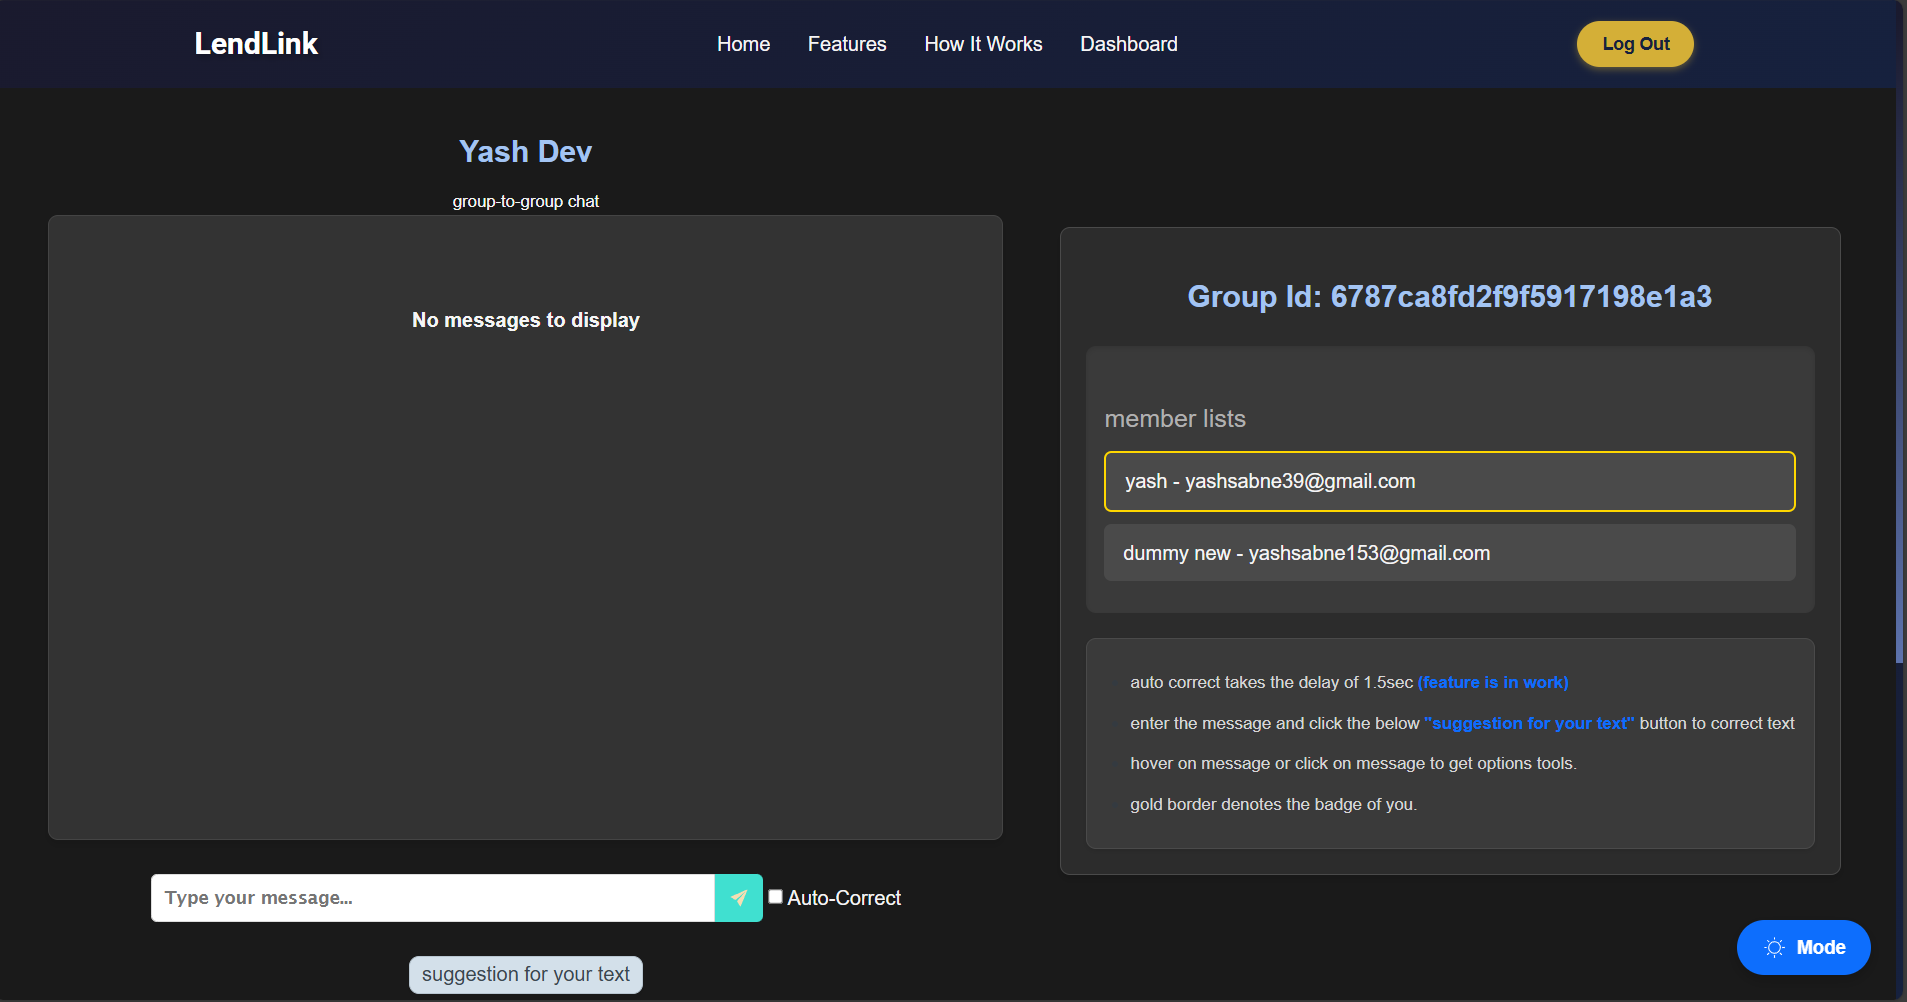 LendLink
Home
Features
How It Works
Dashboard
Log Out
Yash Dev
group-to-group chat
No messages to display
Type your message...
Auto-Correct
suggestion for your text
Group Id: 6787ca8fd2f9f5917198e1a3
member lists
yash - yashsabne39@gmail.com
dummy new - yashsabne153@gmail.com
auto correct takes the delay of 1.5sec (feature is in work)
enter the message and click the below "suggestion for your text" button to correct text
hover on message or click on message to get options tools.
gold border denotes the badge of you.
Mode